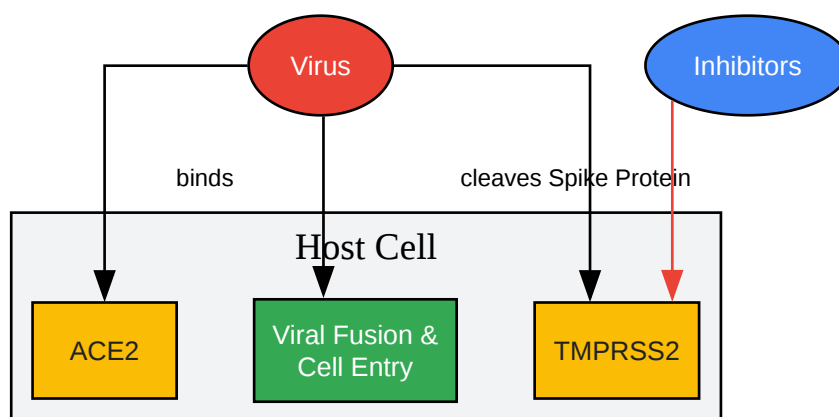 Virus
Inhibitors
binds
cleaves Spike Protein
Host Cell
ACE2
Viral Fusion &
Cell Entry
TMPRSS2